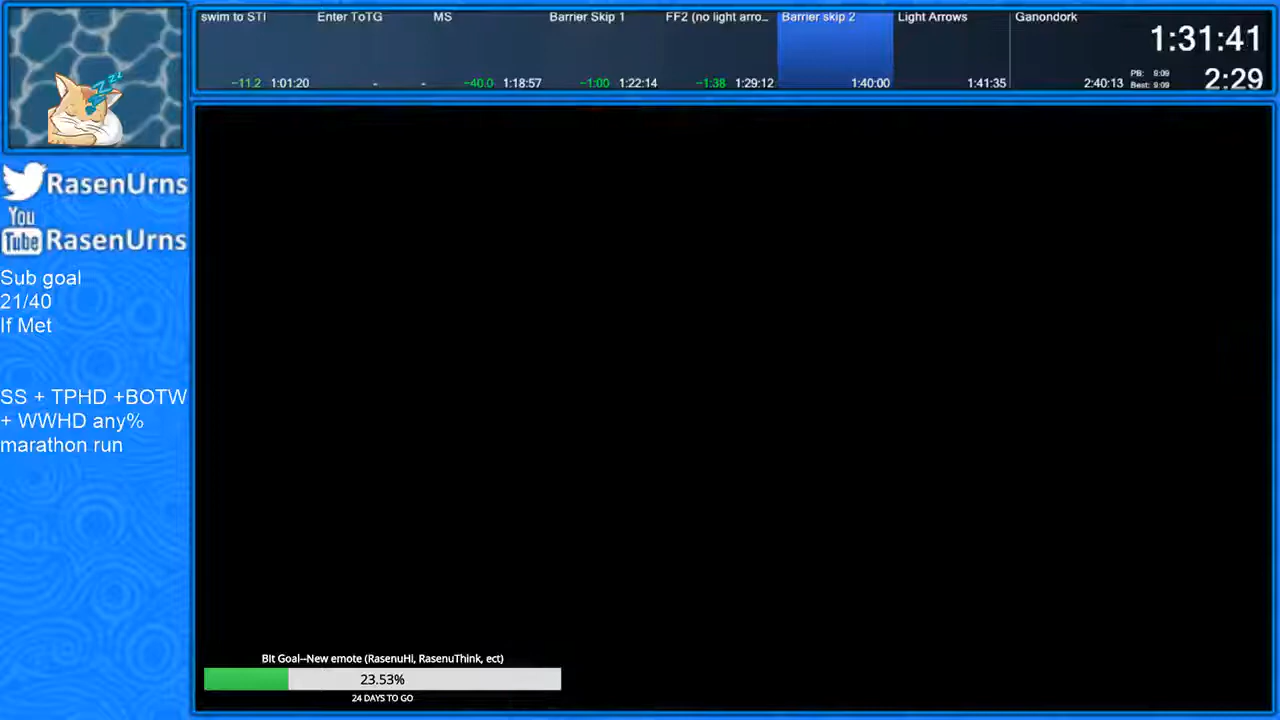 swim to STI Enter ToTG MS Barrier Skip 1 FF2 (no light arro... Barrier skip 2 Light Arrows Ganondork
1:31:41
−11.2 1:01:20 - - −40.0 1:18:57 −1:00 1:22:14 −1:38 1:29:12 1:40:00 1:41:35 2:40:13
PB: 9:09
Best: 9:09
2:29
RasenUrns
You
Tube RasenUrns
Sub goal
21/40
If Met
SS + TPHD +BOTW
+ WWHD any%
marathon run
Bit Goal--New emote (RasenuHi, RasenuThink, ect)
23.53%
24 DAYS TO GO